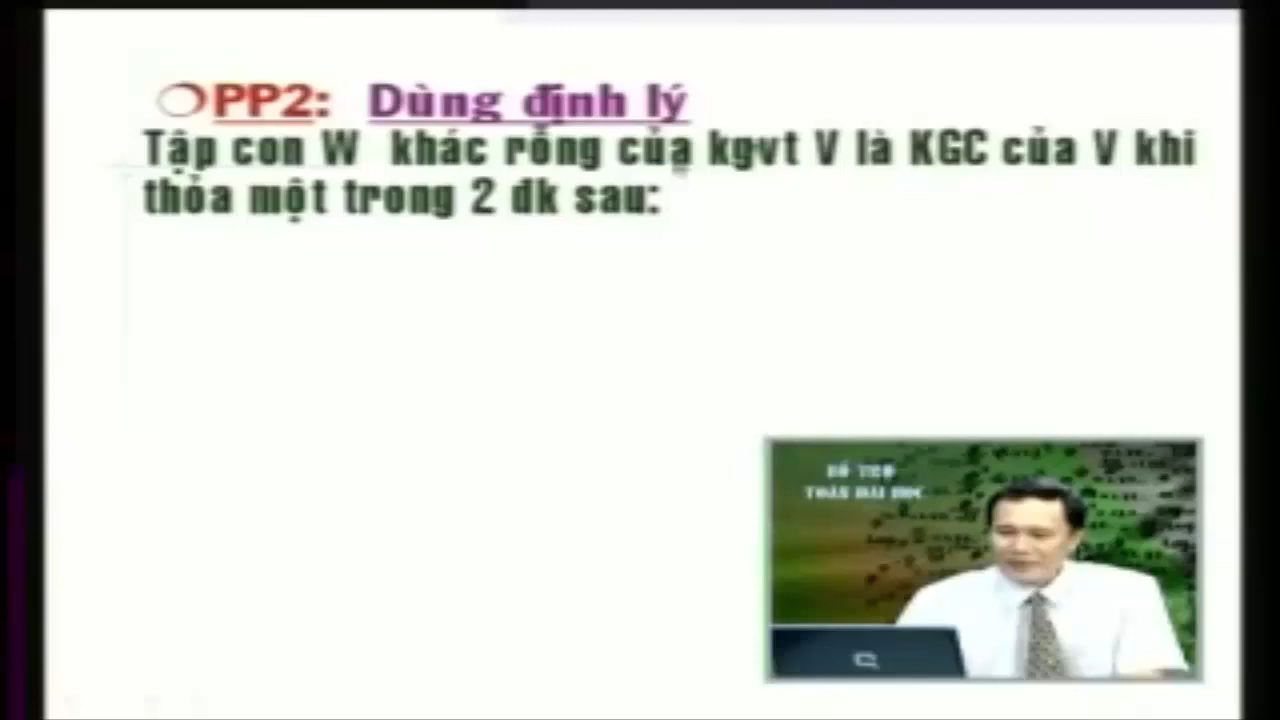 PP2: Dùng định lý
Tập con W khác rỗng của kgvt V là KGC của V khi
thỏa một trong 2 đk sau: